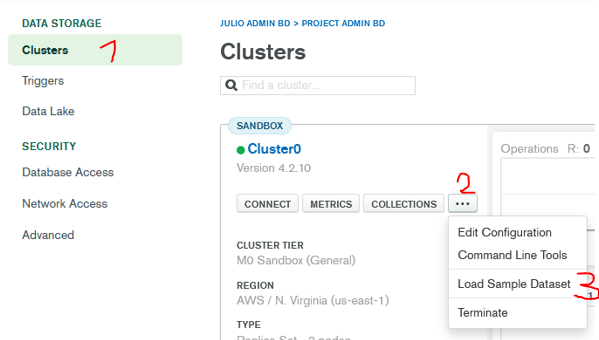 DATA STORAGE
Clusters
1
Triggers
Data Lake
SECURITY
Database Access
Network Access
Advanced
JULIO ADMIN BD > PROJECT ADMIN BD
Clusters
Find a cluster...
SANDBOX
Cluster0
Version 4.2.10
2
CONNECT METRICS COLLECTIONS ...
Edit Configuration
Command Line Tools
Load Sample Dataset 3
Terminate
CLUSTER TIER
M0 Sandbox (General)
REGION
AWS / N. Virginia (us-east-1)
TYPE
Operations R: 0